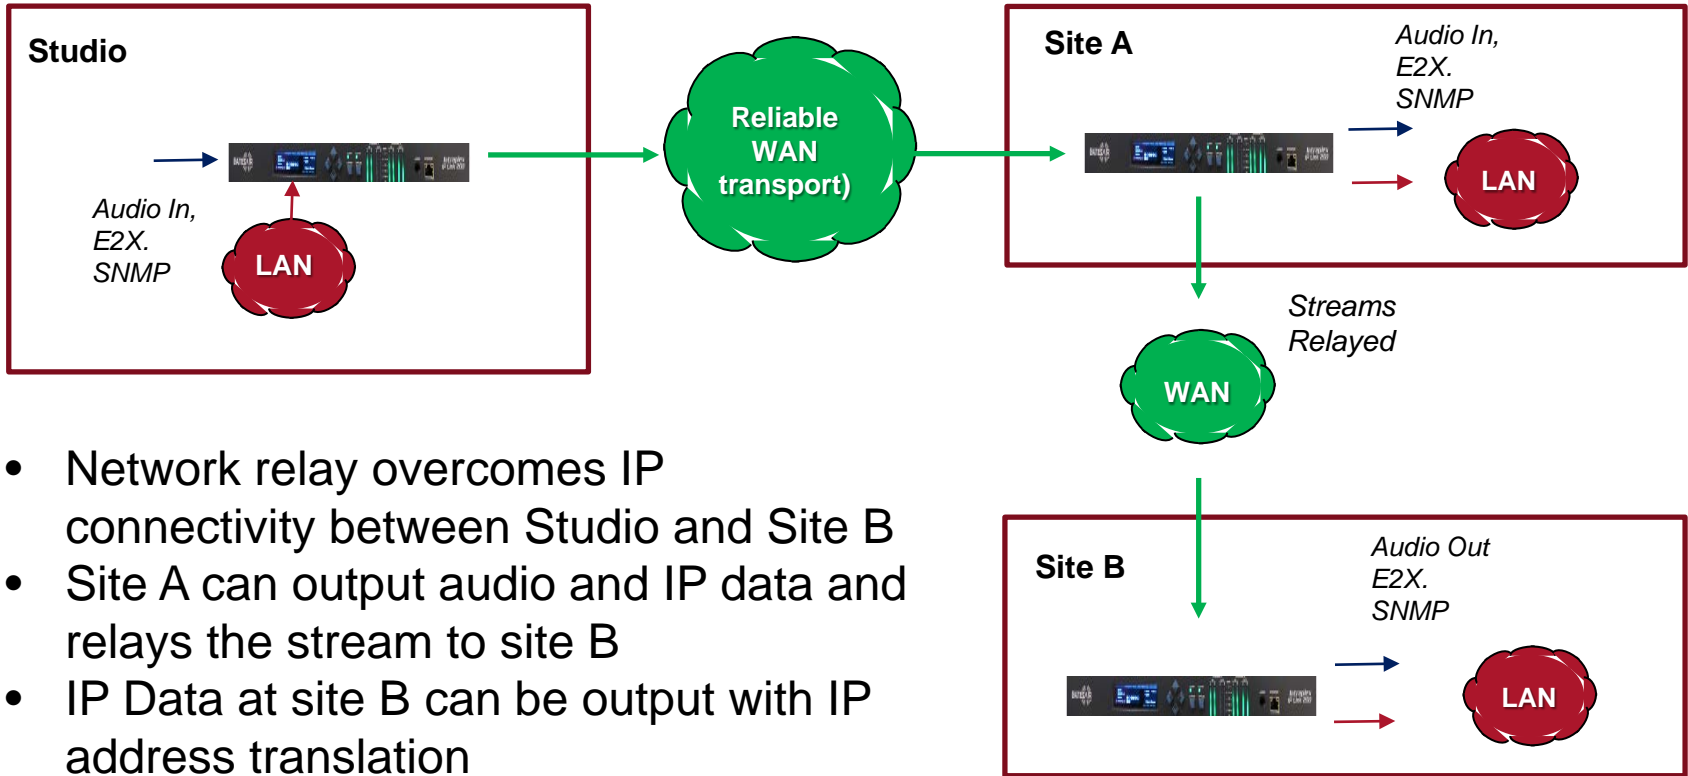 Studio
Audio In,
E2X.
SNMP
LAN
Reliable
WAN
transport)
Site A
Audio In,
E2X.
SNMP
LAN
Streams
Relayed
WAN
Site B
Audio Out
E2X.
SNMP
LAN
• Network relay overcomes IP
connectivity between Studio and Site B
• Site A can output audio and IP data and
relays the stream to site B
• IP Data at site B can be output with IP
address translation